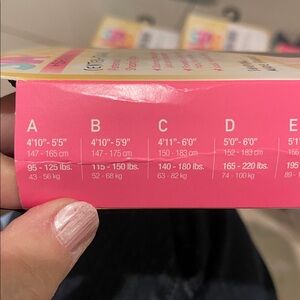 A
4'10"- 5'5"
147 - 165 cm
95 - 125 lbs.
43 - 56 kg
B
4'10"- 5'9"
147 - 175 cm
115 - 150 lbs.
52 - 68 kg
C
4'11"- 6'0"
150 - 183 cm
140 - 180 lbs.
63 - 82 kg
D
5'0"- 6'0"
152 - 183 cm
165 - 220 lbs.
74 - 100 kg
E